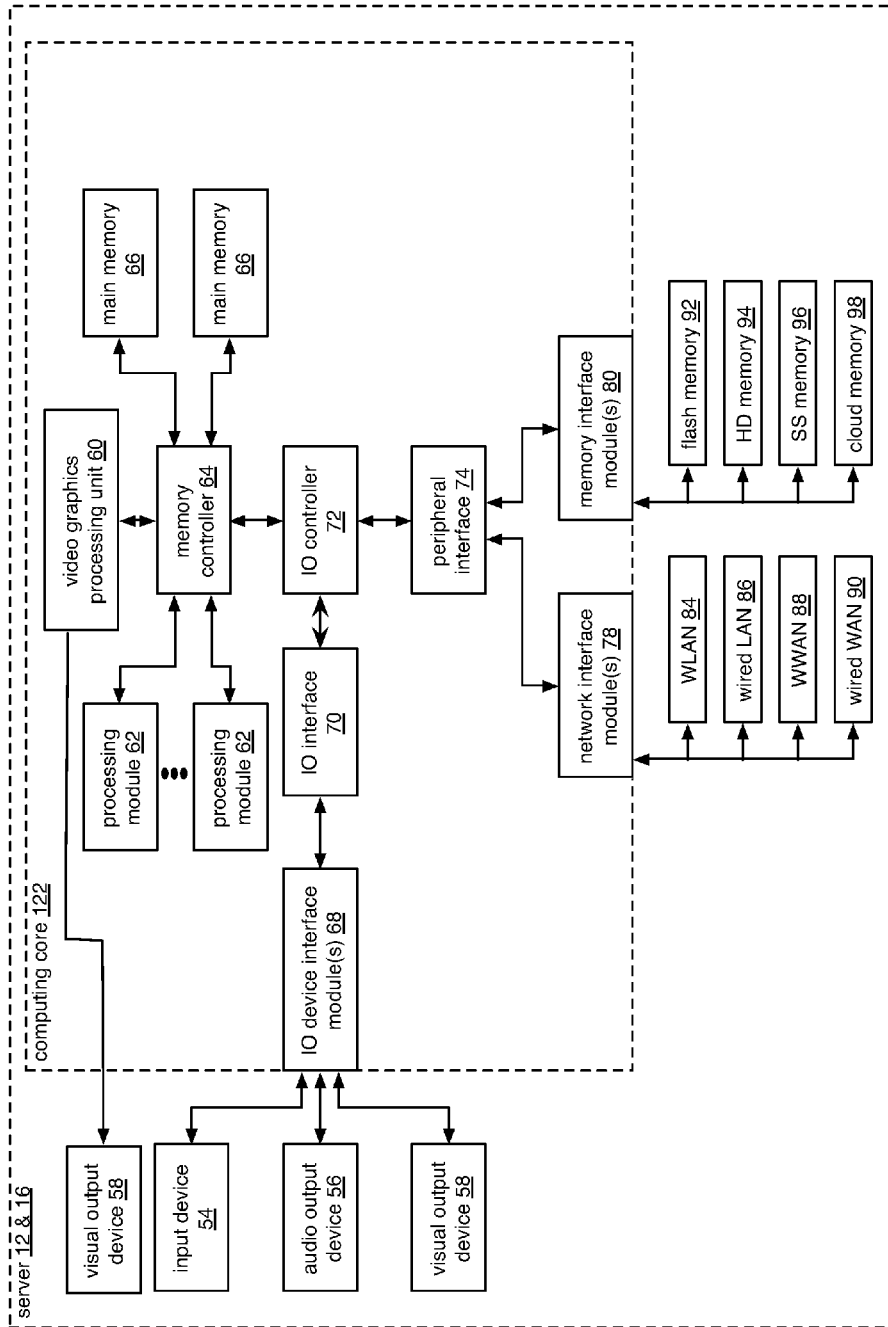 server 12 & 16
computing core 122
visual output
device 58
input device
54
audio output
device 56
visual output
device 58
video graphics
processing unit 60
processing
module 62
processing
module 62
memory
controller 64
main memory
66
main memory
66
IO device interface
module(s) 68
IO interface
70
IO controller
72
peripheral
interface 74
network interface
module(s) 78
memory interface
module(s) 80
WLAN 84
wired LAN 86
WWAN 88
wired WAN 90
flash memory 92
HD memory 94
SS memory 96
cloud memory 98